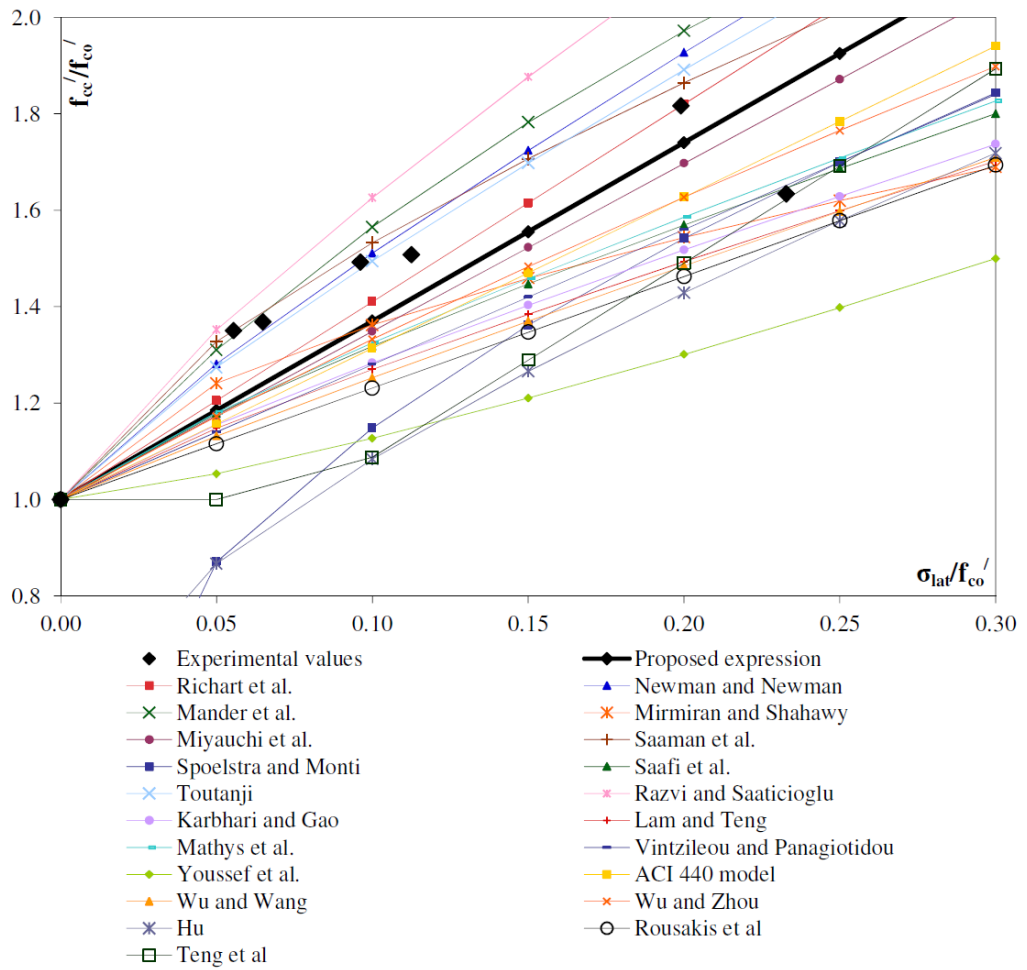 2.0
f_cc′/f_co′
1.8
1.6
1.4
1.2
1.0
σ_lat/f_co′
0.8
0.00 0.05 0.10 0.15 0.20 0.25 0.30
Experimental values Proposed expression
Richart et al. Newman and Newman
Mander et al. Mirmiran and Shahawy
Miyauchi et al. Saaman et al.
Spoelstra and Monti Saafi et al.
Toutanji Razvi and Saaticioglu
Karbhari and Gao Lam and Teng
Mathys et al. Vintzileou and Panagiotidou
Youssef et al. ACI 440 model
Wu and Wang Wu and Zhou
Hu Rousakis et al
Teng et al